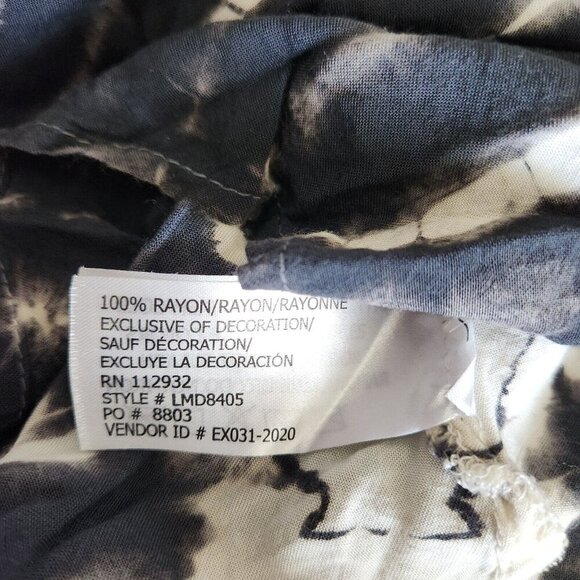 100% RAYON/RAYON/RAYONNE
EXCLUSIVE OF DECORATION/
SAUF DÉCORATION/
EXCLUYE LA DECORACIÓN
RN 112932
STYLE # LMD8405
PO # 8803
VENDOR ID # EX031-2020